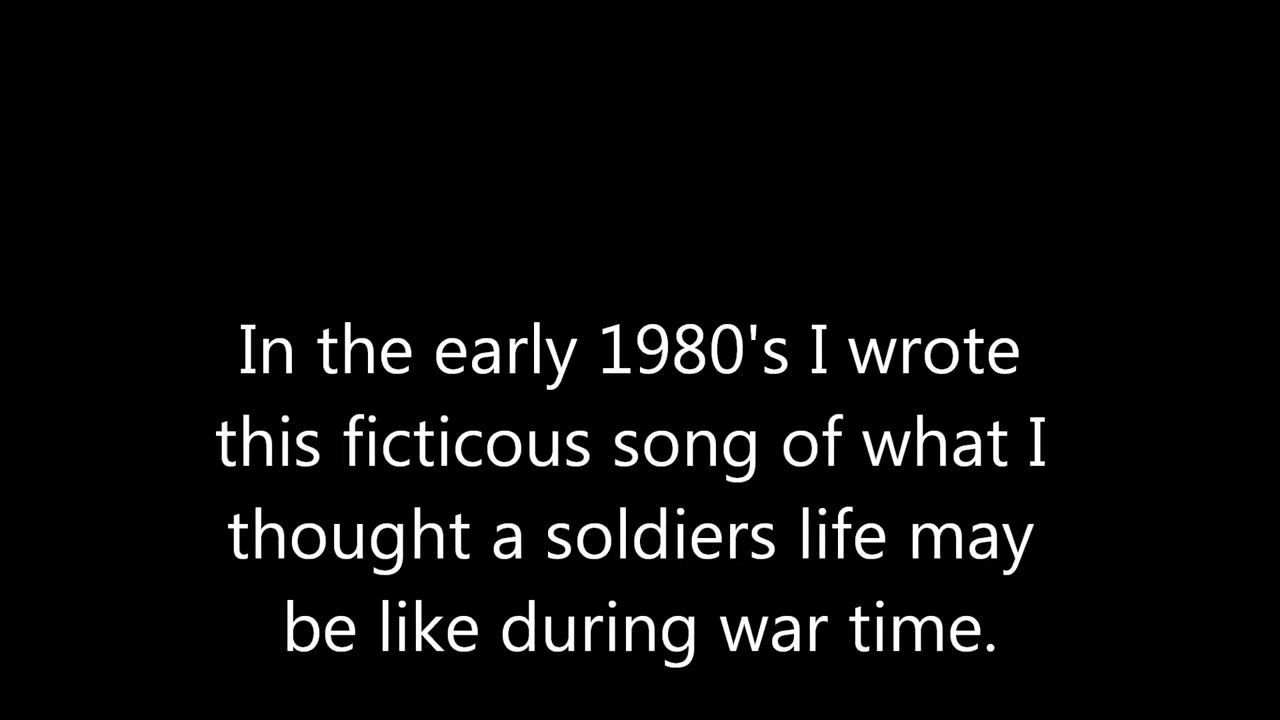 In the early 1980's I wrote
this ficticous song of what I
thought a soldiers life may
be like during war time.